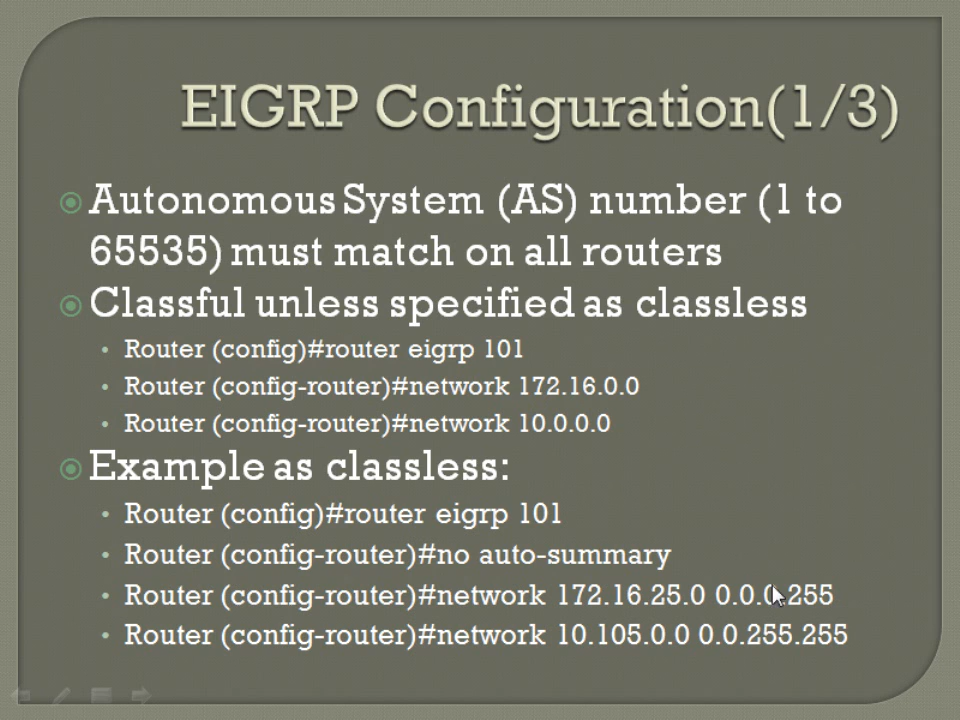 EIGRP Configuration(1/3)
Autonomous System (AS) number (1 to
65535) must match on all routers
Classful unless specified as classless
Router (config)#router eigrp 101
Router (config-router)#network 172.16.0.0
Router (config-router)#network 10.0.0.0
Example as classless:
Router (config)#router eigrp 101
Router (config-router)#no auto-summary
Router (config-router)#network 172.16.25.0 0.0.0.255
Router (config-router)#network 10.105.0.0 0.0.255.255